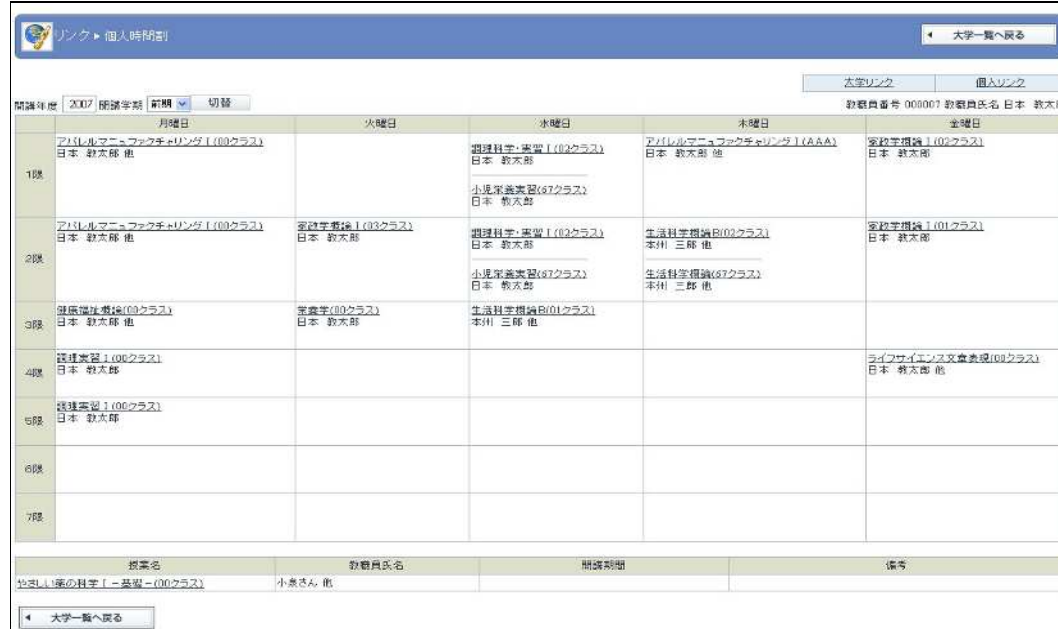 リンク ▸ 個人時間割
大学一覧へ戻る
大学リンク 個人リンク
開講年度 2007 開講学期 前期 切替
教職員番号 000007 教職員氏名 日本 教太
月曜日 火曜日 水曜日 木曜日 金曜日
1限
アパレルマニュファクチャリングⅠ(00クラス)
日本 教太郎 他
調理科学・実習Ⅰ(02クラス)
日本 教太郎
小児栄養実習(67クラス)
日本 教太郎
アパレルマニュファクチャリングⅠ(AAA)
日本 教太郎 他
家政学概論Ⅰ(02クラス)
日本 教太郎
2限
アパレルマニュファクチャリングⅠ(00クラス)
日本 教太郎 他
家政学概論Ⅰ(03クラス)
日本 教太郎
調理科学・実習Ⅰ(02クラス)
日本 教太郎
小児栄養実習(67クラス)
日本 教太郎
生活科学概論B(02クラス)
本州 三郎 他
生活科学概論(67クラス)
本州 三郎 他
家政学概論Ⅰ(01クラス)
日本 教太郎
3限
健康福祉概論(00クラス)
日本 教太郎 他
栄養学(00クラス)
日本 教太郎
生活科学概論B(01クラス)
本州 三郎 他
4限
調理実習Ⅰ(00クラス)
日本 教太郎
ライフサイエンス文章表現(00クラス)
日本 教太郎 他
5限
調理実習Ⅰ(00クラス)
日本 教太郎
6限
7限
授業名 教職員氏名 開講期間 備考
やさしい薬の科学Ⅰ－基礎－(00クラス) 小泉さん 他
大学一覧へ戻る